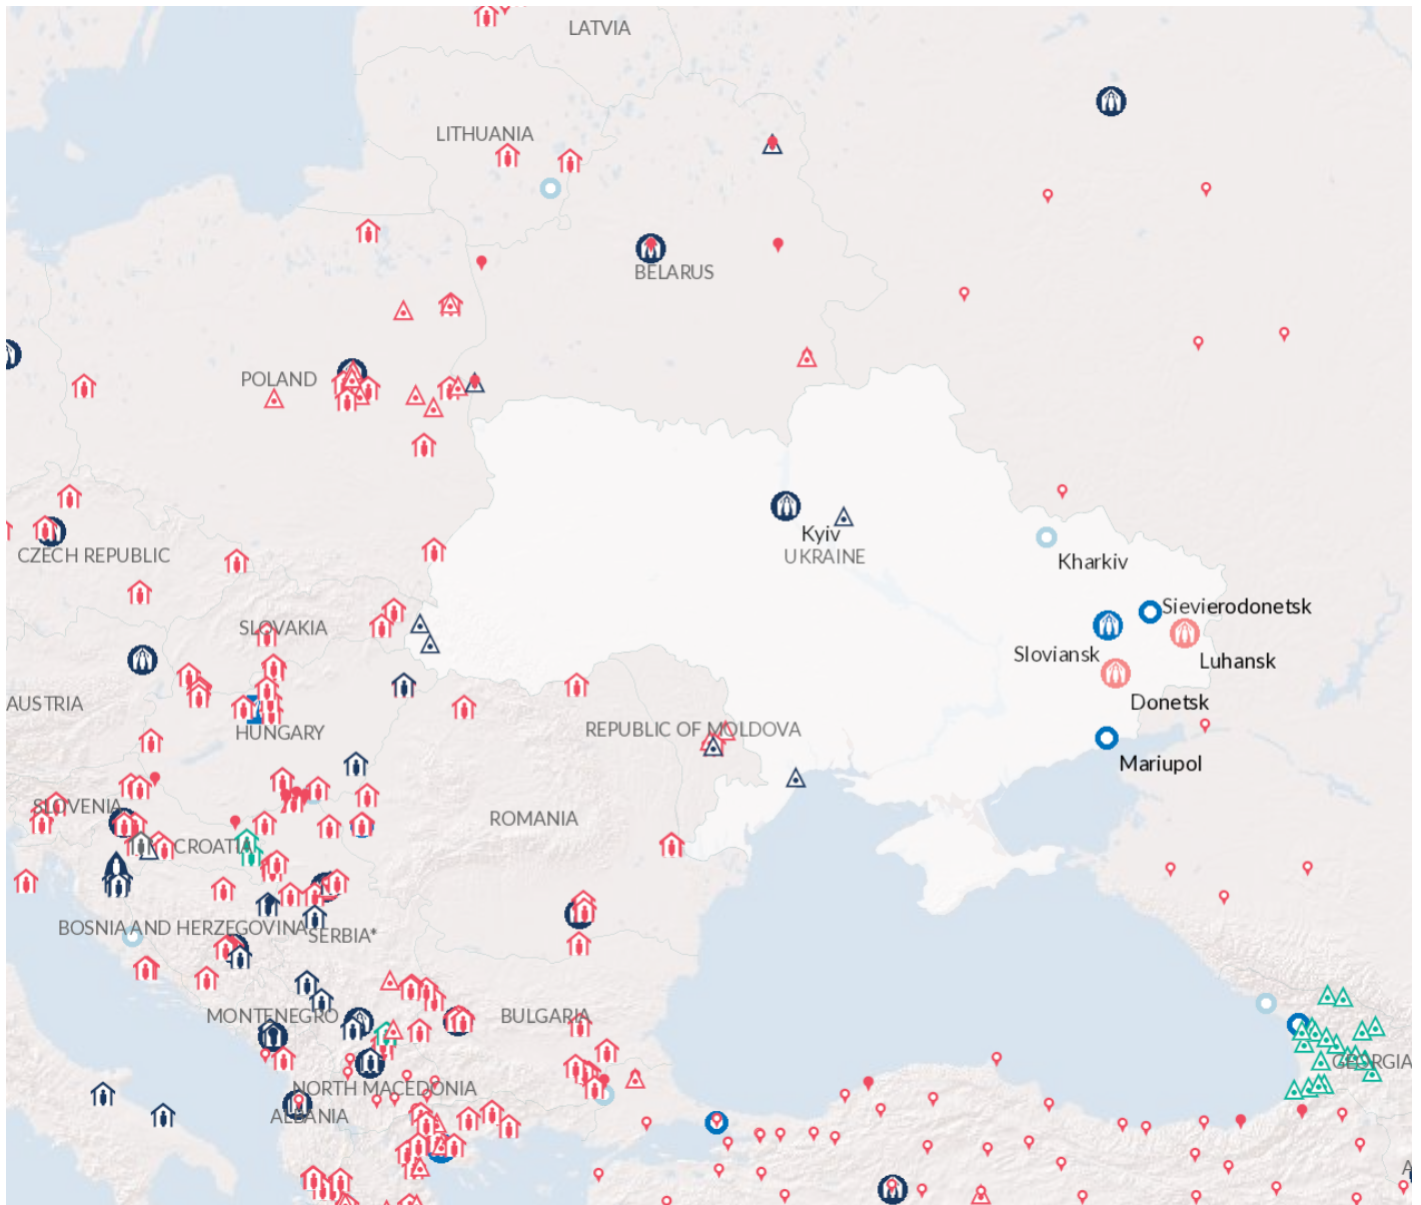 LATVIA
LITHUANIA
BELARUS
POLAND
Kyiv
UKRAINE
CZECH REPUBLIC
Kharkiv
Sievierodonetsk
SLOVAKIA
Sloviansk
Luhansk
AUSTRIA
Donetsk
HUNGARY
REPUBLIC OF MOLDOVA
Mariupol
SLOVENIA
ROMANIA
CROATIA
BOSNIA AND HERZEGOVINA
SERBIA*
MONTENEGRO
BULGARIA
GEORGIA
NORTH MACEDONIA
ALBANIA